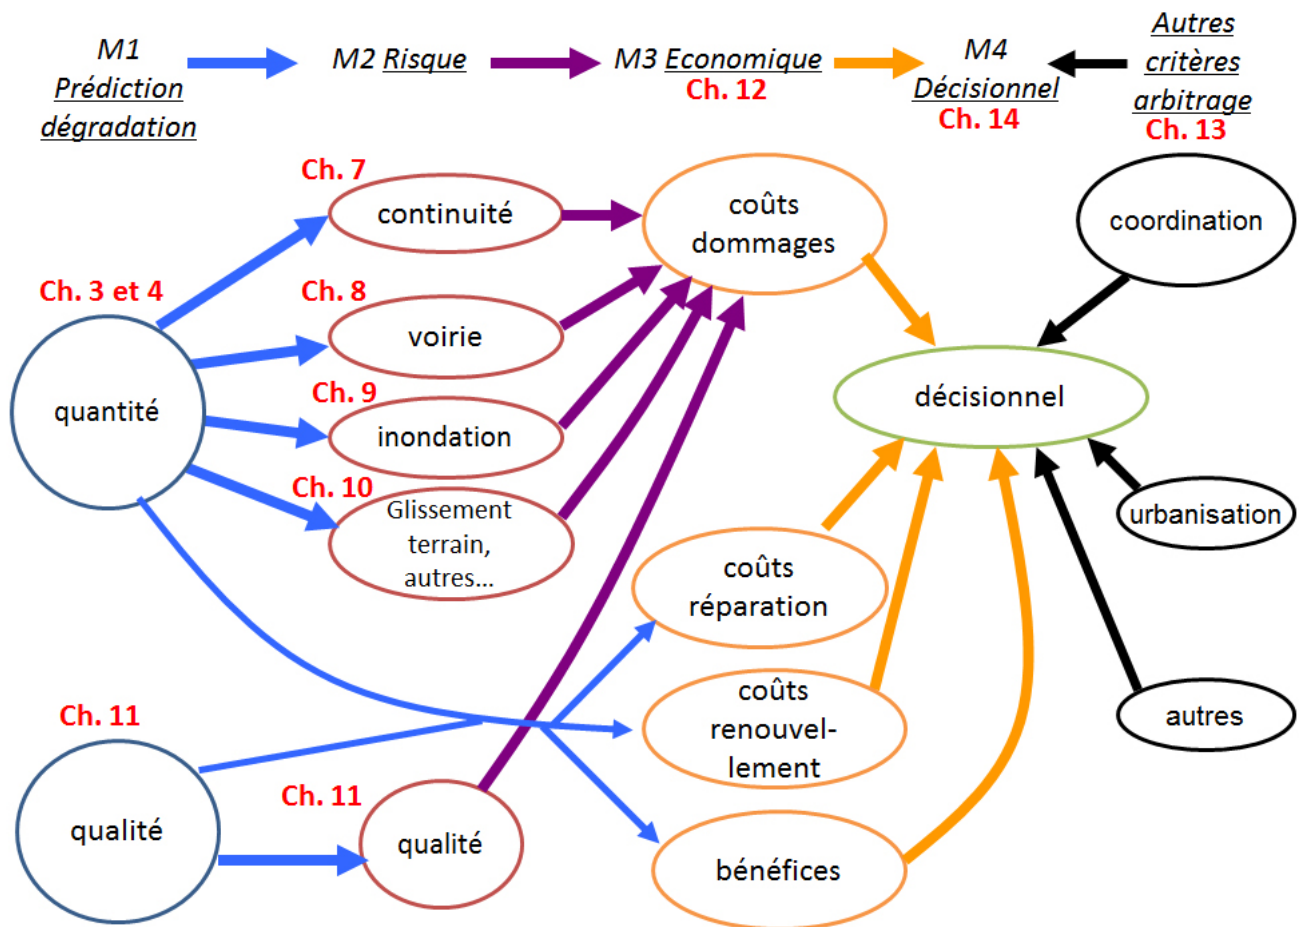 M1
Prédiction
dégradation
M2 Risque
M3 Economique
Ch. 12
M4
Décisionnel
Ch. 14
Autres
critères
arbitrage
Ch. 13
Ch. 7
continuité
coûts
dommages
coordination
Ch. 3 et 4
quantité
Ch. 8
voirie
décisionnel
Ch. 9
inondation
Ch. 10
Glissement
terrain,
autres...
urbanisation
coûts
réparation
coûts
renouvel-
lement
autres
Ch. 11
qualité
Ch. 11
qualité
bénéfices